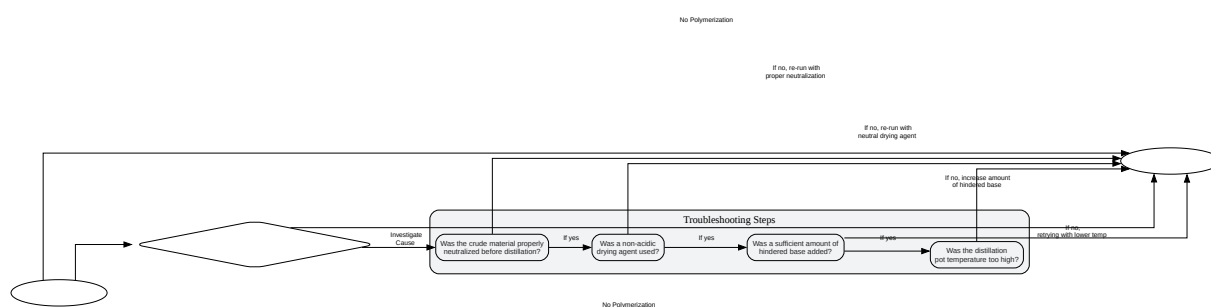 No Polymerization
If no, re-run with
proper neutralization
If no, re-run with
neutral drying agent
If no, increase amount
of hindered base
Troubleshooting Steps
Investigate
Cause
Was the crude material properly
neutralized before distillation?
If yes
Was a non-acidic
drying agent used?
If yes
Was a sufficient amount of
hindered base added?
If yes
Was the distillation
pot temperature too high?
If no,
retrying with lower temp
No Polymerization